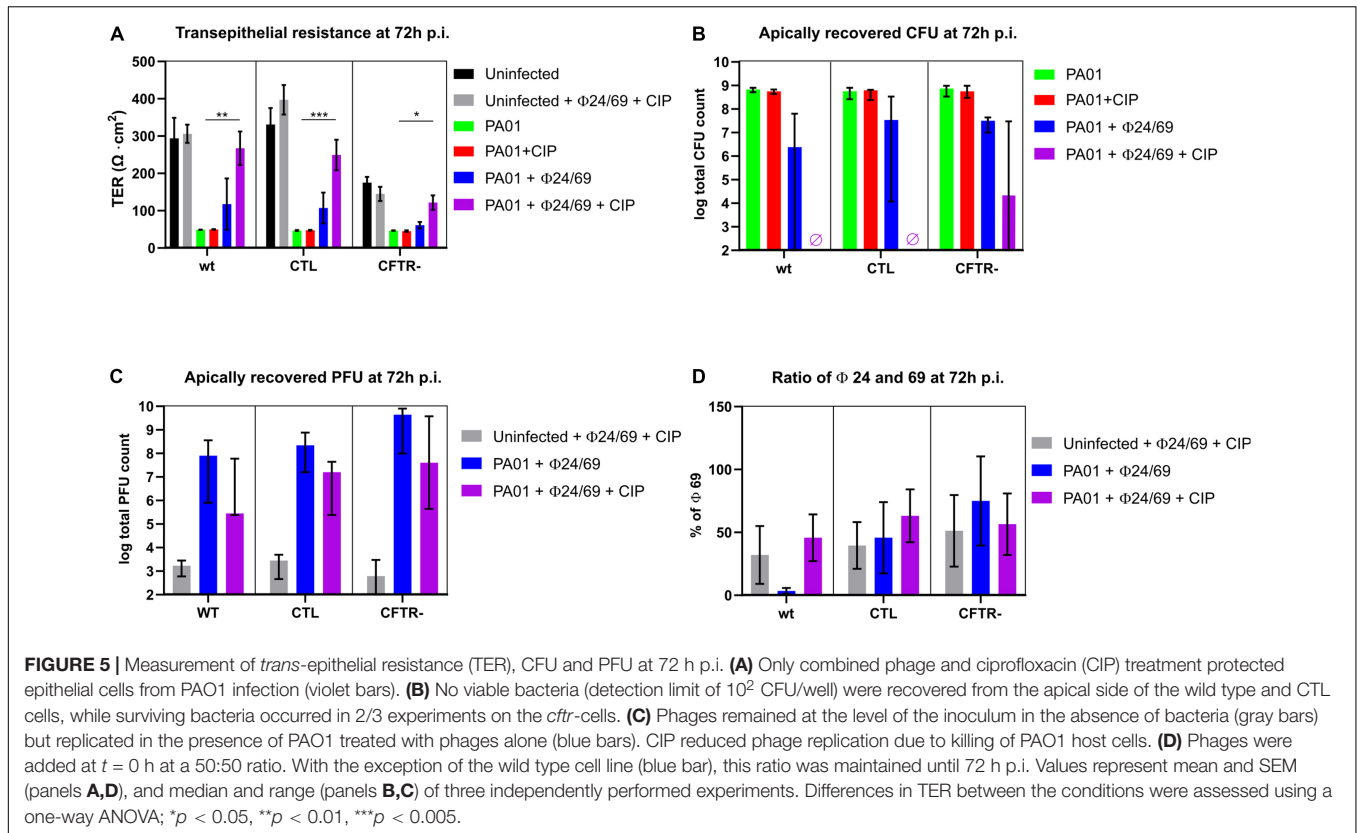 A
Transepithelial resistance at 72h p.i.
TER (Ω · cm²)
500
400
300
200
100
0
**
***
*
wt
CTL
CFTR-
Uninfected
Uninfected + Φ24/69 + CIP
PA01
PA01+CIP
PA01 + Φ24/69
PA01 + Φ24/69 + CIP
B
Apically recovered CFU at 72h p.i.
log total CFU count
10
9
8
7
6
5
4
3
2
∅
∅
wt
CTL
CFTR-
PA01
PA01+CIP
PA01 + Φ24/69
PA01 + Φ24/69 + CIP
C
Apically recovered PFU at 72h p.i.
log total PFU count
10
9
8
7
6
5
4
3
2
WT
CTL
CFTR-
Uninfected + Φ24/69 + CIP
PA01 + Φ24/69
PA01 + Φ24/69 + CIP
D
Ratio of Φ 24 and 69 at 72h p.i.
% of Φ 69
150
100
50
0
wt
CTL
CFTR-
Uninfected + Φ24/69 + CIP
PA01 + Φ24/69
PA01 + Φ24/69 + CIP
FIGURE 5 | Measurement of trans-epithelial resistance (TER), CFU and PFU at 72 h p.i. (A) Only combined phage and ciprofloxacin (CIP) treatment protected
epithelial cells from PAO1 infection (violet bars). (B) No viable bacteria (detection limit of 10² CFU/well) were recovered from the apical side of the wild type and CTL
cells, while surviving bacteria occurred in 2/3 experiments on the cftr-cells. (C) Phages remained at the level of the inoculum in the absence of bacteria (gray bars)
but replicated in the presence of PAO1 treated with phages alone (blue bars). CIP reduced phage replication due to killing of PAO1 host cells. (D) Phages were
added at t = 0 h at a 50:50 ratio. With the exception of the wild type cell line (blue bar), this ratio was maintained until 72 h p.i. Values represent mean and SEM
(panels A,D), and median and range (panels B,C) of three independently performed experiments. Differences in TER between the conditions were assessed using a
one-way ANOVA; *p < 0.05, **p < 0.01, ***p < 0.005.